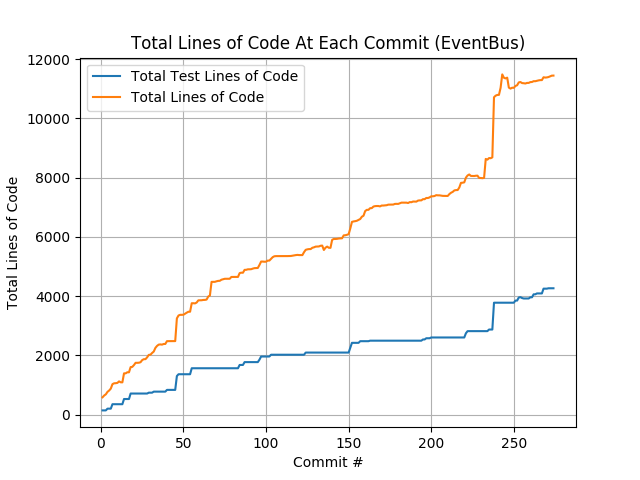 Total Lines of Code At Each Commit (EventBus)
Total Test Lines of Code
Total Lines of Code
12000
10000
8000
6000
4000
2000
0
Total Lines of Code
0 50 100 150 200 250
Commit #